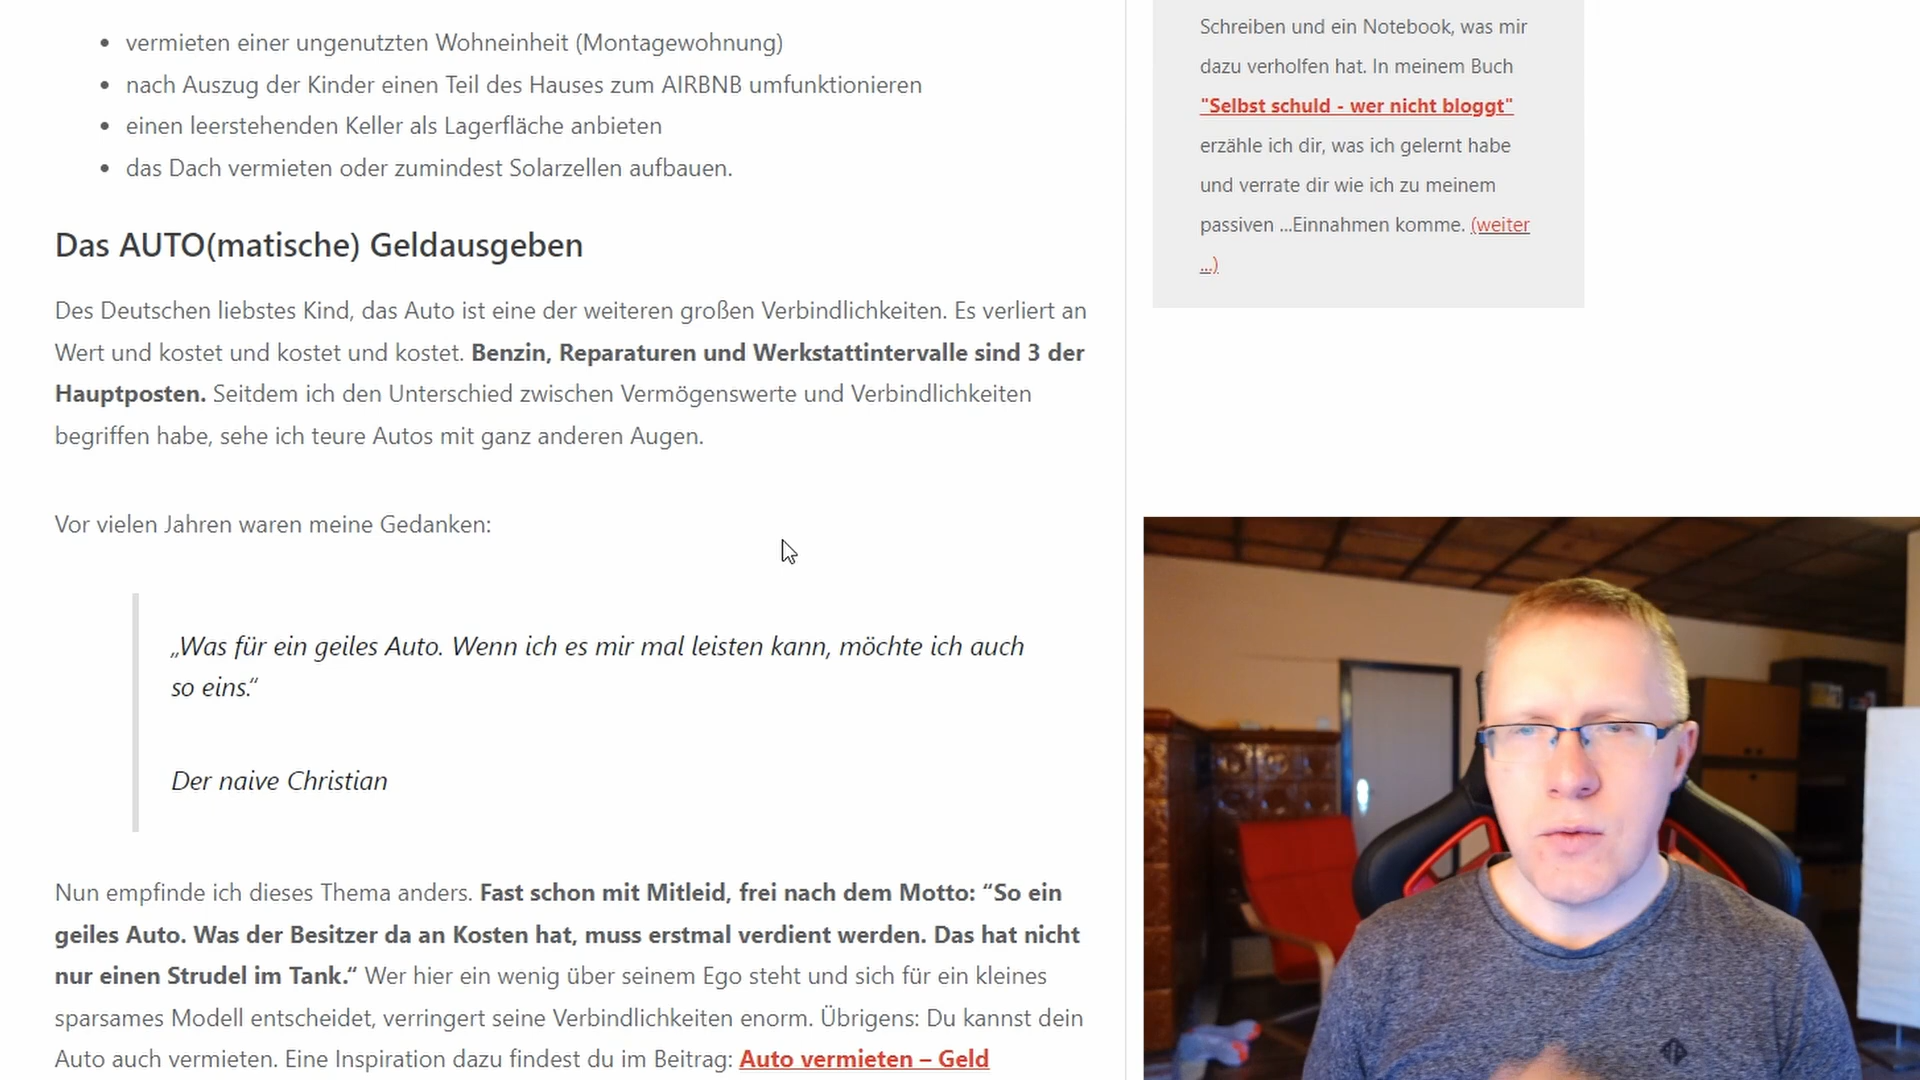 vermieten einer ungenutzten Wohneinheit (Montagewohnung)
nach Auszug der Kinder einen Teil des Hauses zum AIRBNB umfunktionieren
einen leerstehenden Keller als Lagerfläche anbieten
das Dach vermieten oder zumindest Solarzellen aufbauen.
Das AUTO(matische) Geldausgeben
Des Deutschen liebstes Kind, das Auto ist eine der weiteren großen Verbindlichkeiten. Es verliert an
Wert und kostet und kostet und kostet. Benzin, Reparaturen und Werkstattintervalle sind 3 der
Hauptposten. Seitdem ich den Unterschied zwischen Vermögenswerte und Verbindlichkeiten
begriffen habe, sehe ich teure Autos mit ganz anderen Augen.
Vor vielen Jahren waren meine Gedanken:
„Was für ein geiles Auto. Wenn ich es mir mal leisten kann, möchte ich auch
so eins.“
Der naive Christian
Nun empfinde ich dieses Thema anders. Fast schon mit Mitleid, frei nach dem Motto: “So ein
geiles Auto. Was der Besitzer da an Kosten hat, muss erstmal verdient werden. Das hat nicht
nur einen Strudel im Tank.“ Wer hier ein wenig über seinem Ego steht und sich für ein kleines
sparsames Modell entscheidet, verringert seine Verbindlichkeiten enorm. Übrigens: Du kannst dein
Auto auch vermieten. Eine Inspiration dazu findest du im Beitrag: Auto vermieten – Geld
Schreiben und ein Notebook, was mir
dazu verholfen hat. In meinem Buch
"Selbst schuld - wer nicht bloggt"
erzähle ich dir, was ich gelernt habe
und verrate dir wie ich zu meinem
passiven ...Einnahmen komme. (weiter
...)